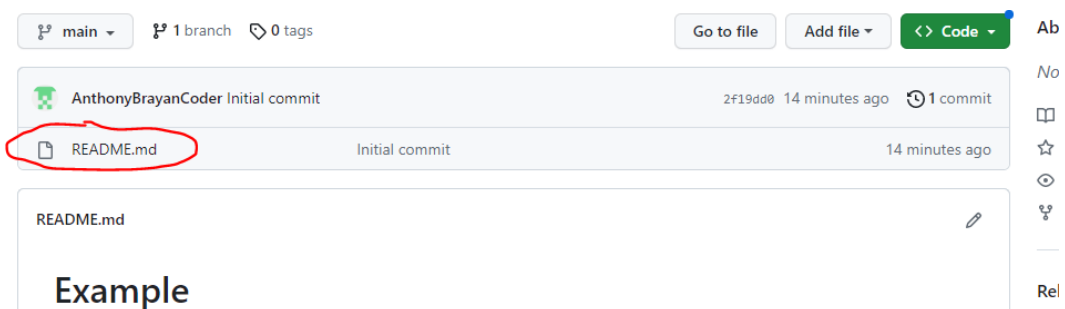 main 1 branch 0 tags Go to file Add file <> Code
Ab
No
AnthonyBrayanCoder Initial commit 2f19dd0 14 minutes ago 1 commit
README.md Initial commit 14 minutes ago
README.md
Example
Rel